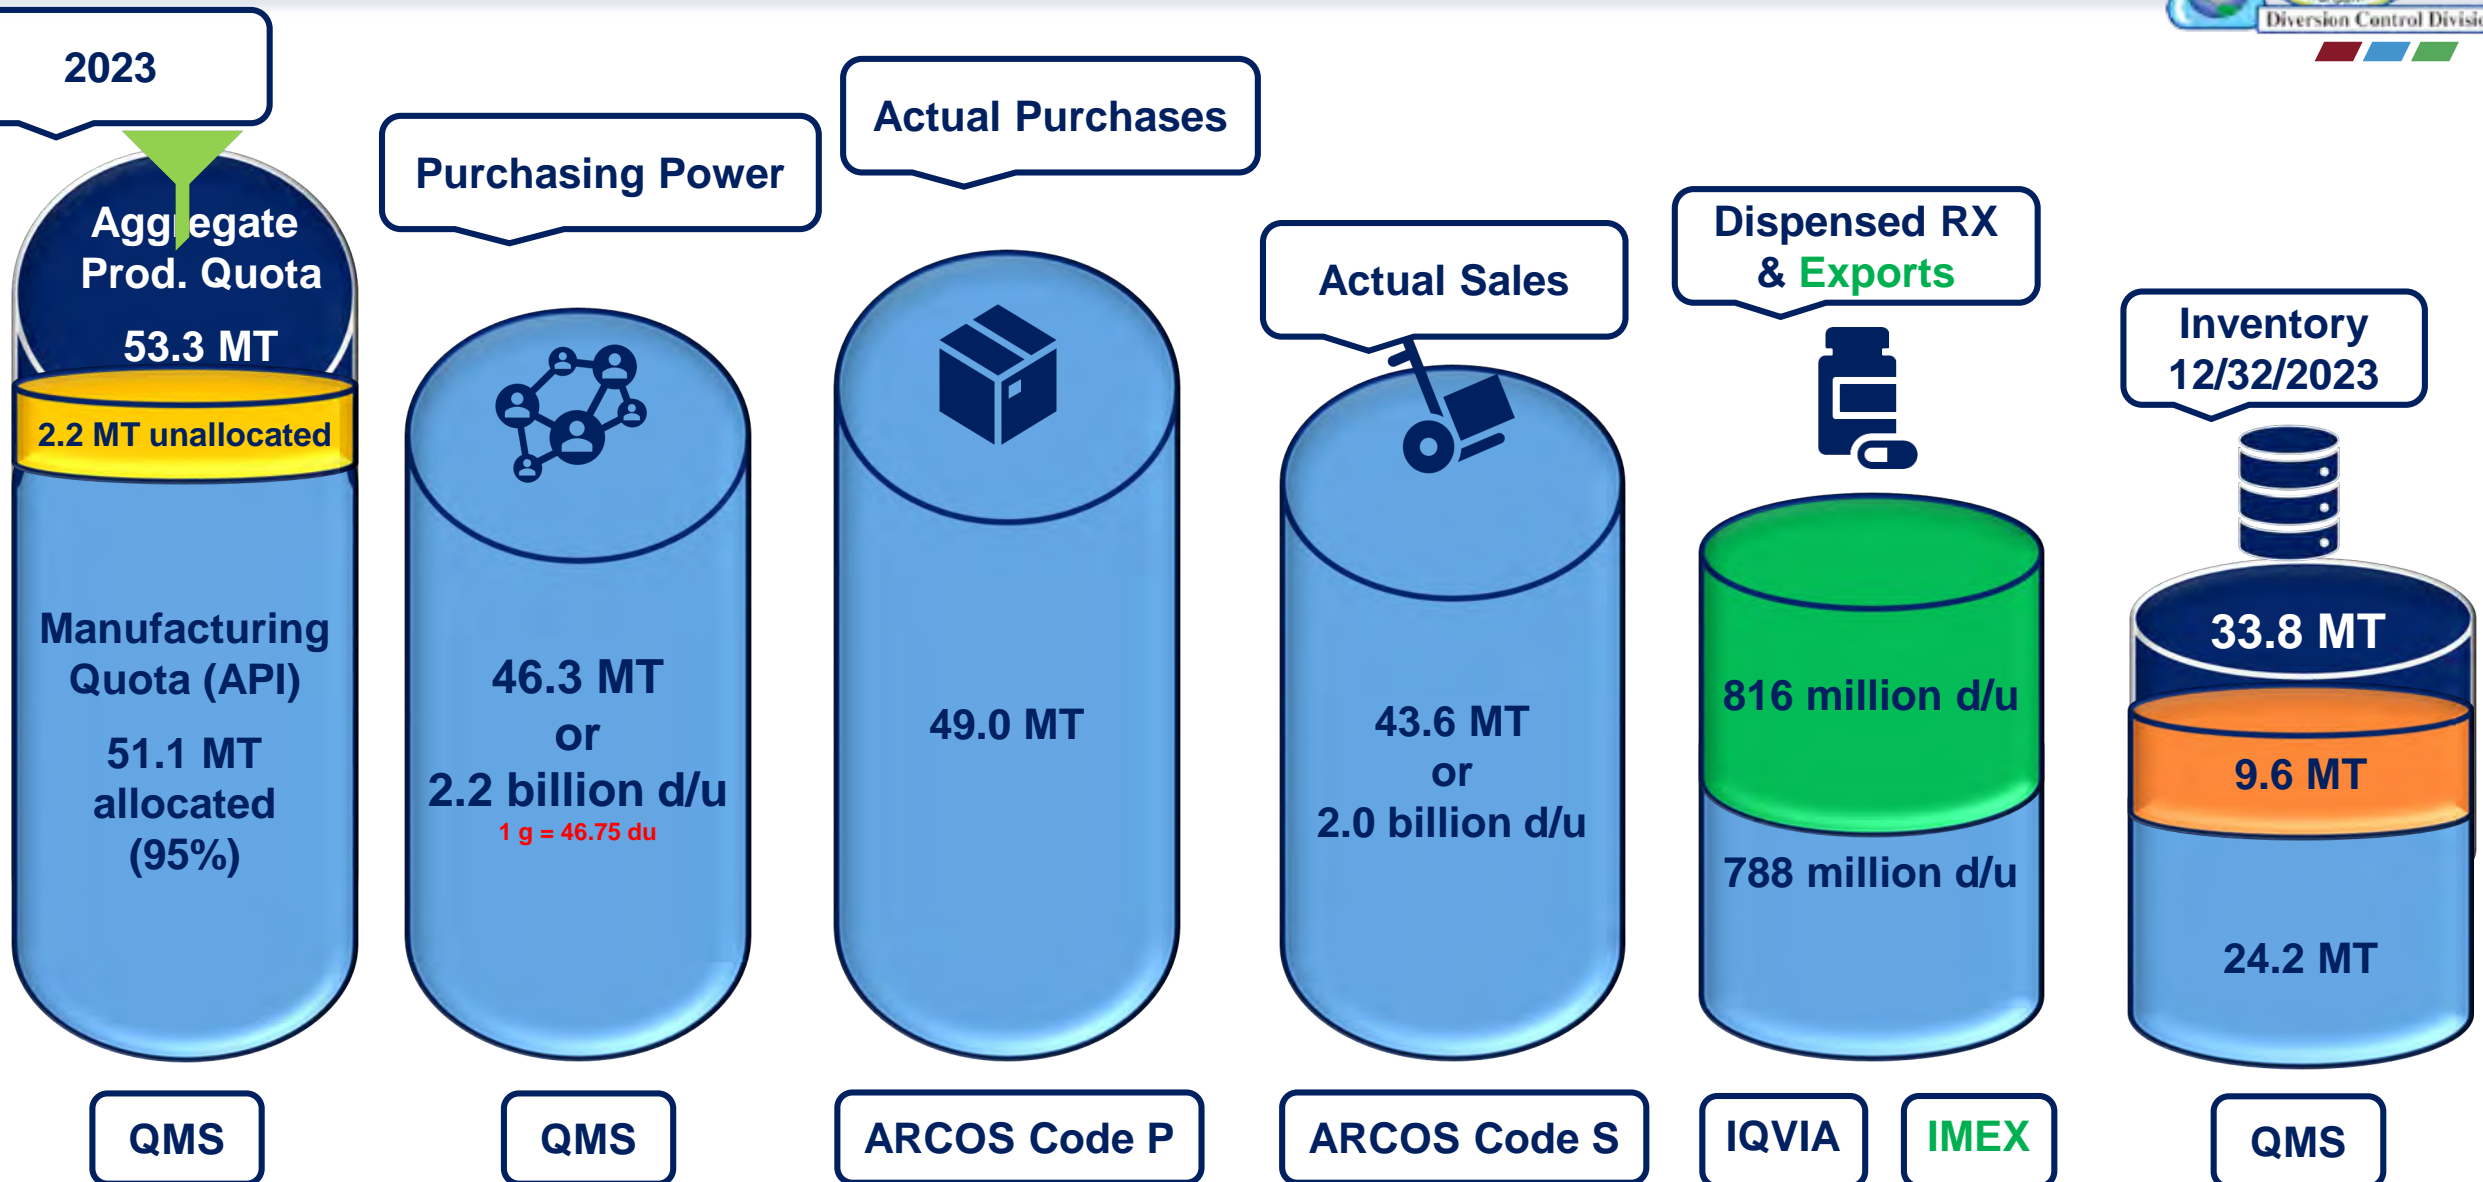 Diversion Control Divisi
2023
Aggregate
Prod. Quota
53.3 MT
2.2 MT unallocated
Manufacturing
Quota (API)
51.1 MT
allocated
(95%)
QMS
Purchasing Power
46.3 MT
or
2.2 billion d/u
1 g = 46.75 du
QMS
Actual Purchases
49.0 MT
ARCOS Code P
Actual Sales
43.6 MT
or
2.0 billion d/u
ARCOS Code S
Dispensed RX
& Exports
816 million d/u
788 million d/u
IQVIA
IMEX
Inventory
12/32/2023
33.8 MT
9.6 MT
24.2 MT
QMS